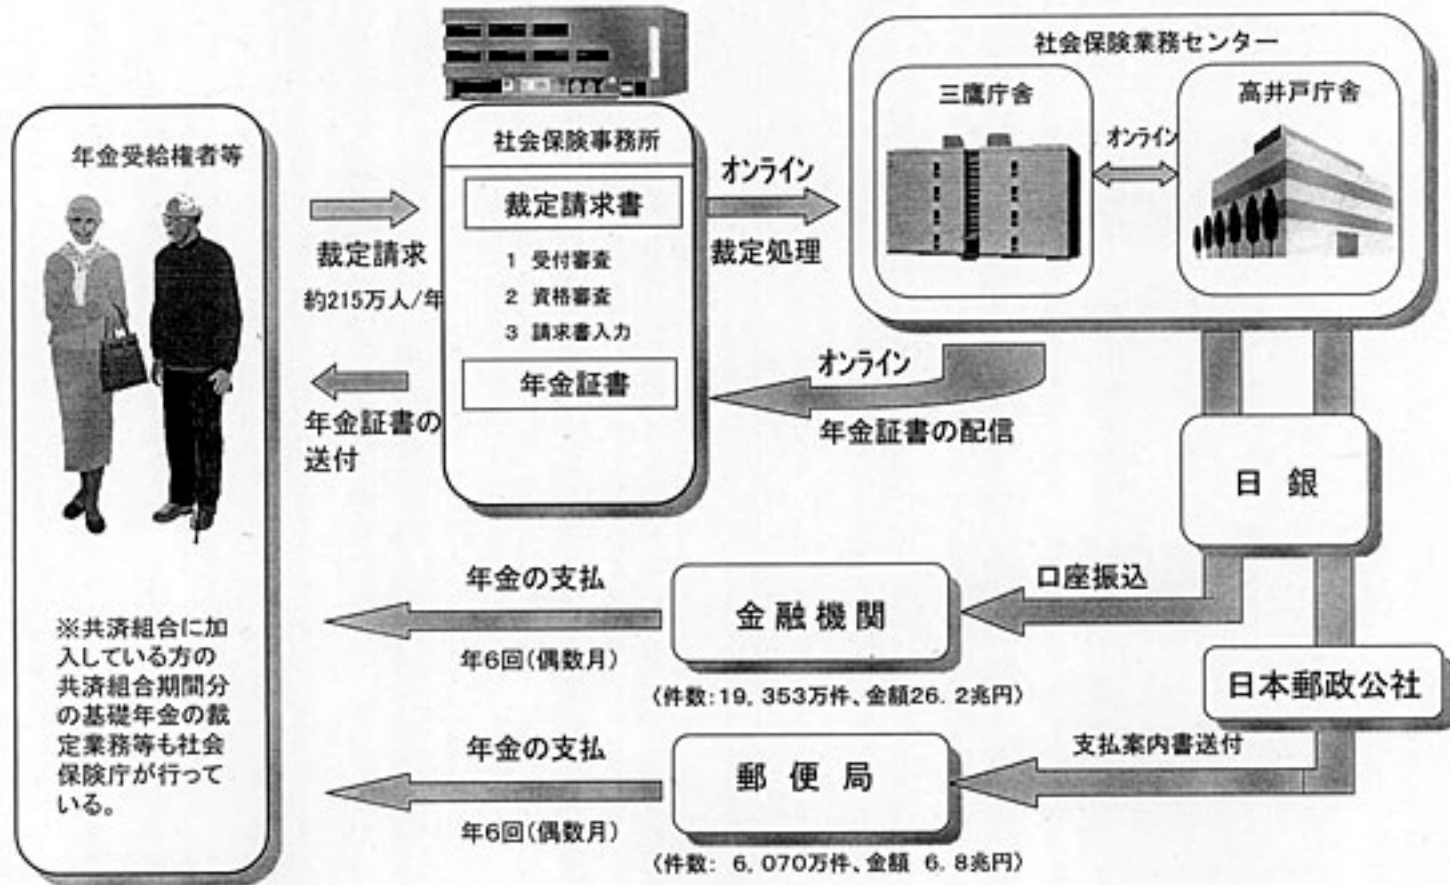 社会保険業務センター
三鷹庁舎
高井戸庁舎
オンライン
年金受給権者等
社会保険事務所
裁定請求書
1 受付審査
2 資格審査
3 請求書入力
年金証書
裁定請求
約215万人/年
年金証書の
送付
オンライン
裁定処理
オンライン
年金証書の配信
日 銀
口座振込
金融機関
(件数:19,353万件、金額26.2兆円)
年金の支払
年6回(偶数月)
日本郵政公社
支払案内書送付
郵便局
(件数: 6,070万件、金額 6.8兆円)
年金の支払
年6回(偶数月)
※共済組合に加
入している方の
共済組合期間分
の基礎年金の裁
定業務等も社会
保険庁が行って
いる。